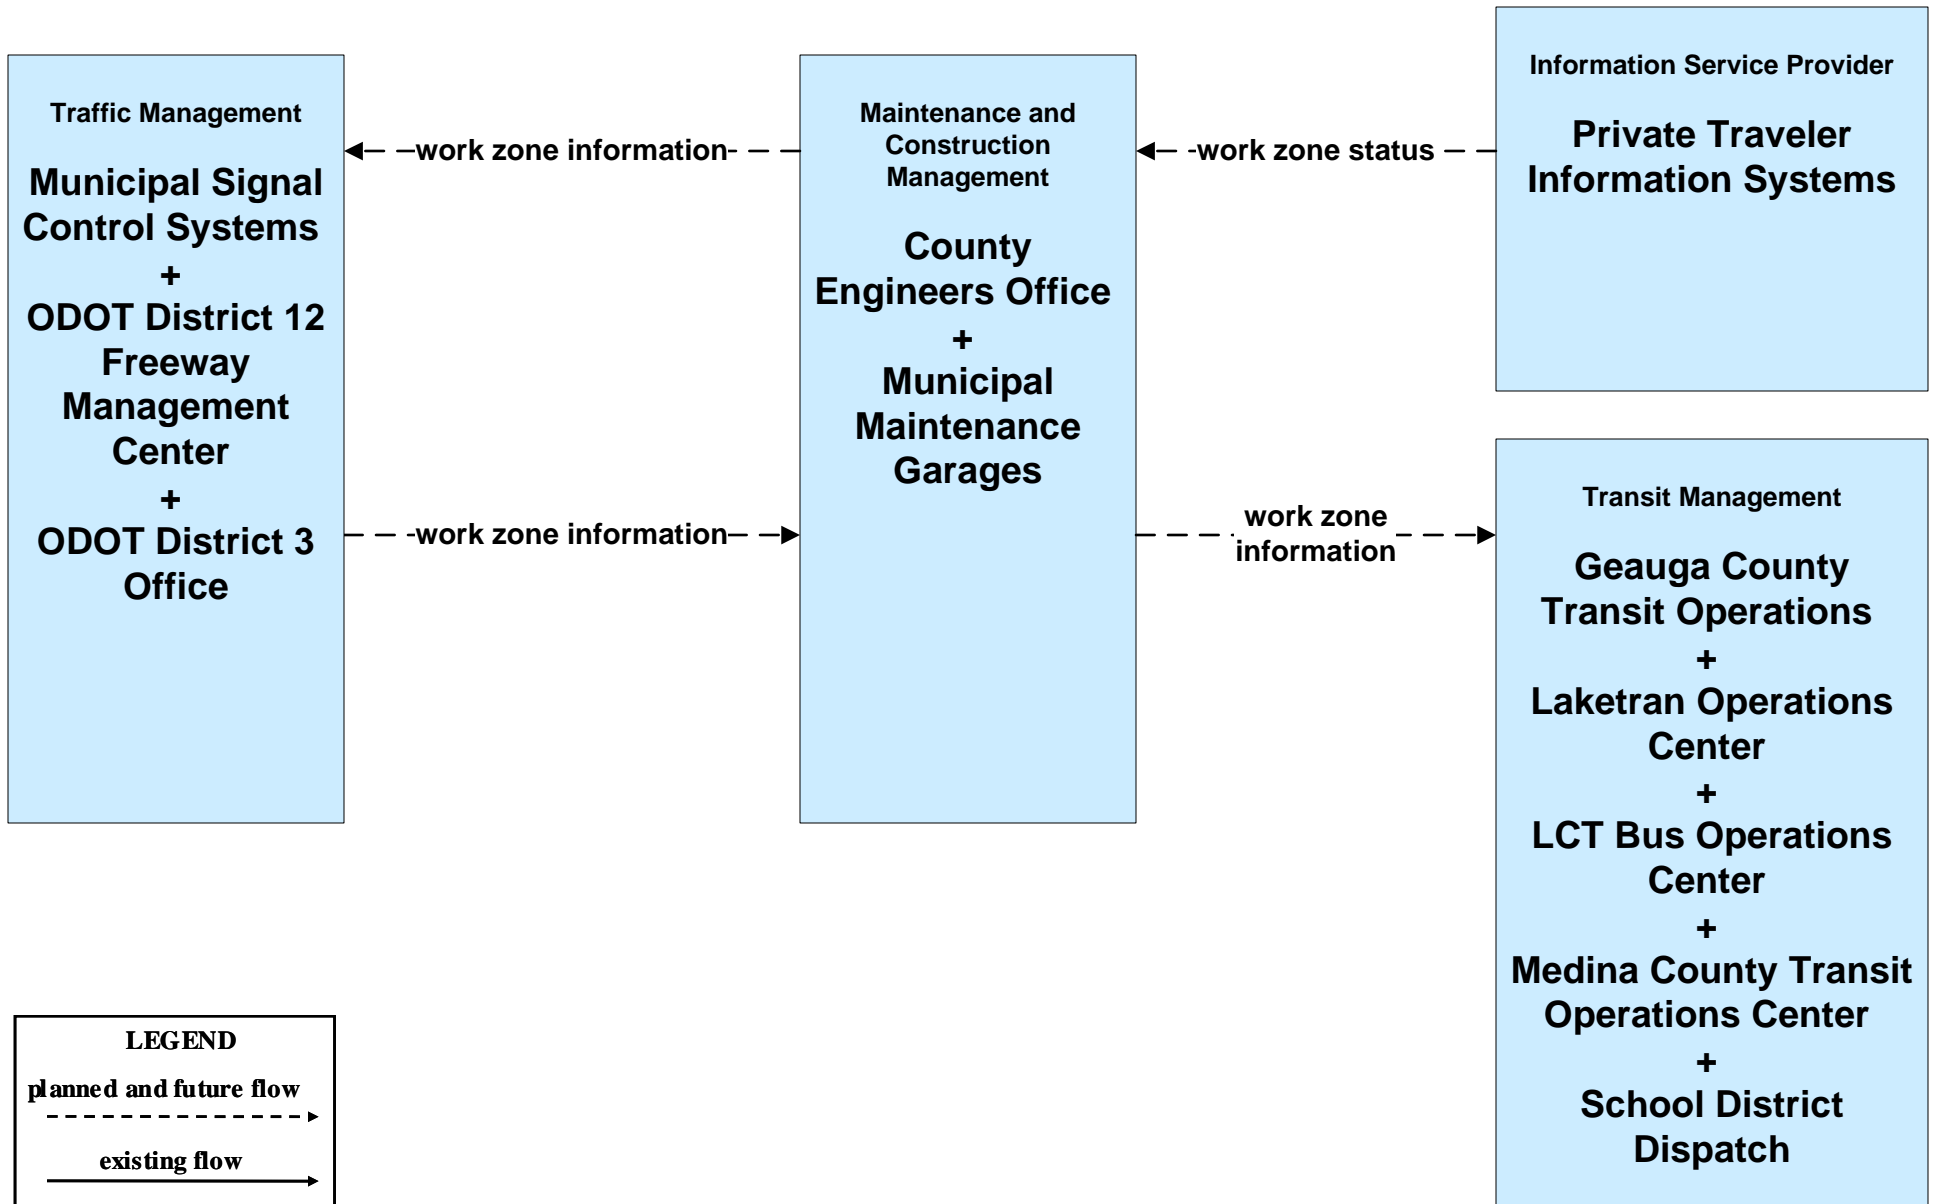 Traffic Management
Municipal Signal
Control Systems
+
ODOT District 12
Freeway
Management
Center
+
ODOT District 3
Office
work zone information
work zone information
Maintenance and
Construction
Management
County
Engineers Office
+
Municipal
Maintenance
Garages
work zone status
work zone
information
Information Service Provider
Private Traveler
Information Systems
Transit Management
Geauga County
Transit Operations
+
Laketran Operations
Center
+
LCT Bus Operations
Center
+
Medina County Transit
Operations Center
+
School District
Dispatch
LEGEND
planned and future flow
existing flow